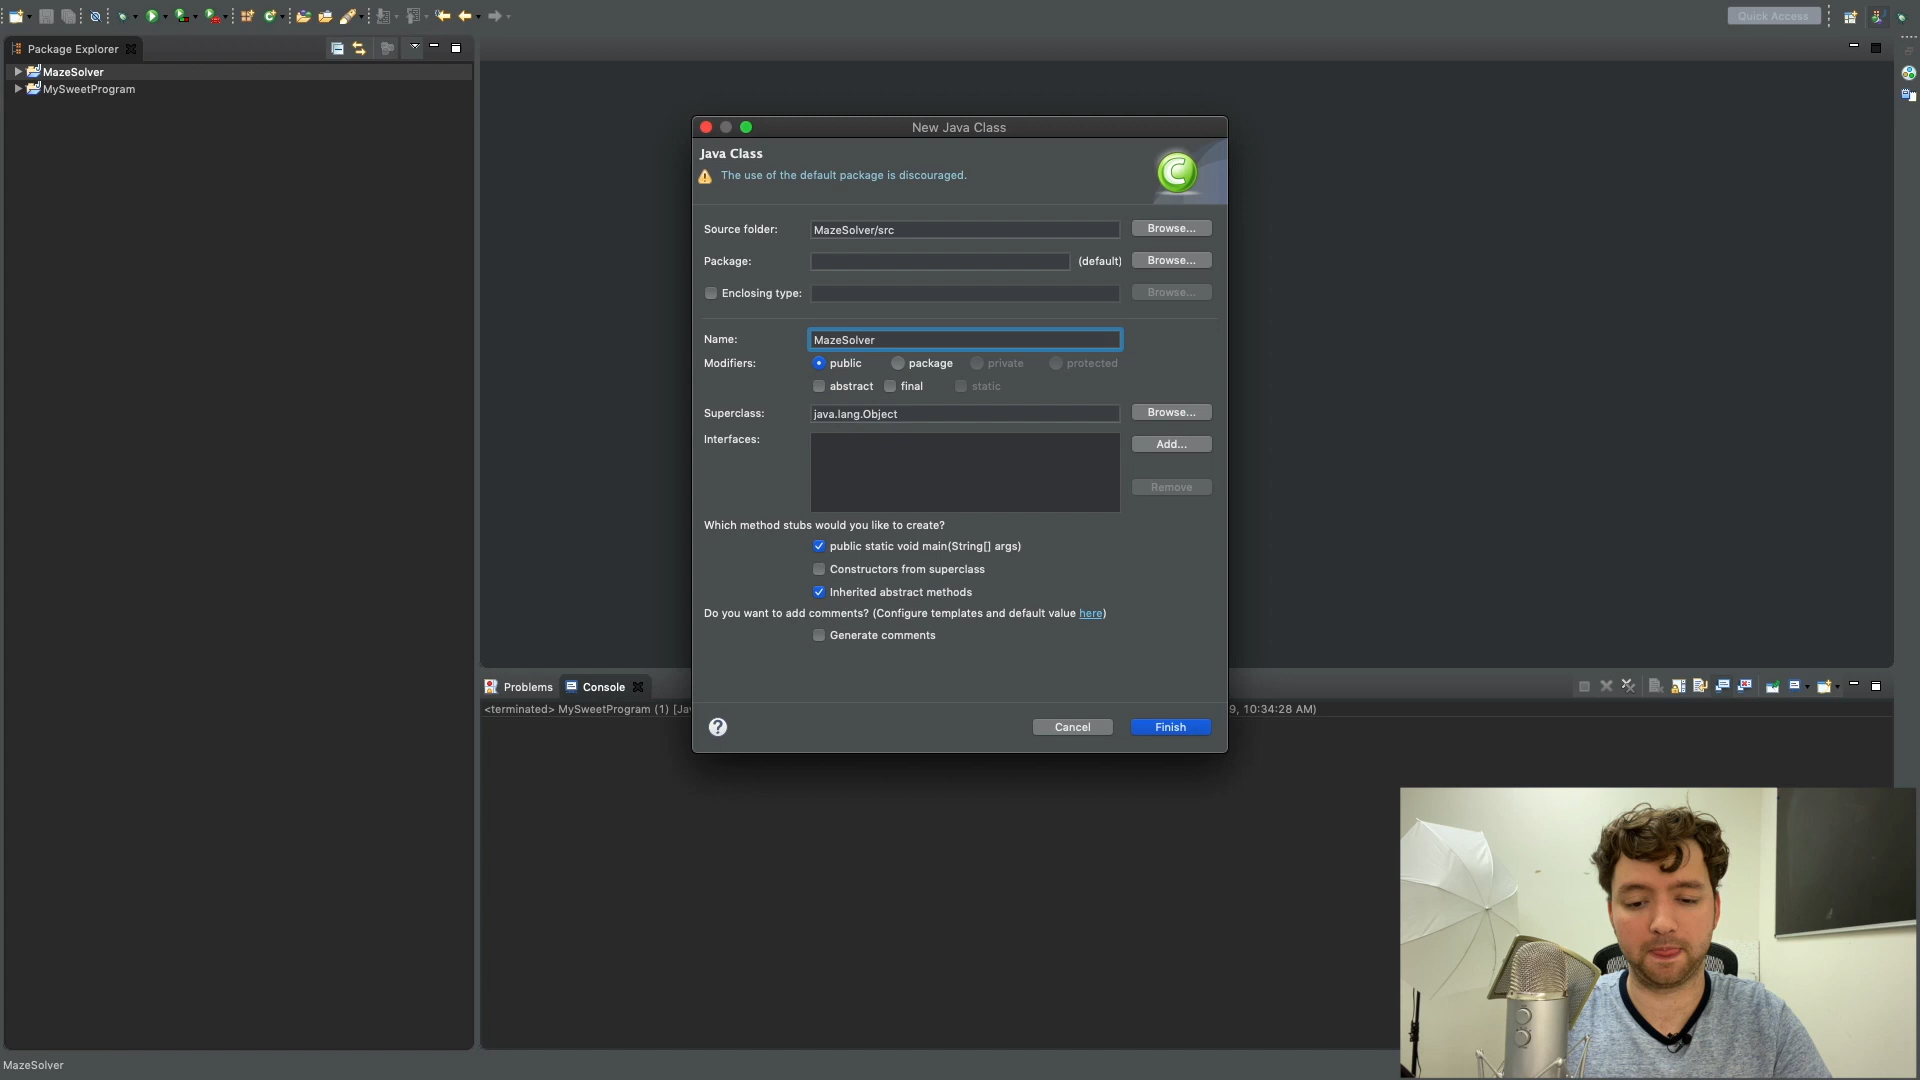 Quick Access
Package Explorer
MazeSolver
MySweetProgram
New Java Class
Java Class
The use of the default package is discouraged.
Source folder: MazeSolver/src Browse...
Package: (default) Browse...
Enclosing type: Browse...
Name: MazeSolver
Modifiers: public package private protected
abstract final static
Superclass: java.lang.Object Browse...
Interfaces: Add...
Remove
Which method stubs would you like to create?
public static void main(String[] args)
Constructors from superclass
Inherited abstract methods
Do you want to add comments? (Configure templates and default value here)
Generate comments
Cancel Finish
Problems Console
<terminated> MySweetProgram (1) [Ja 9, 10:34:28 AM)
MazeSolver